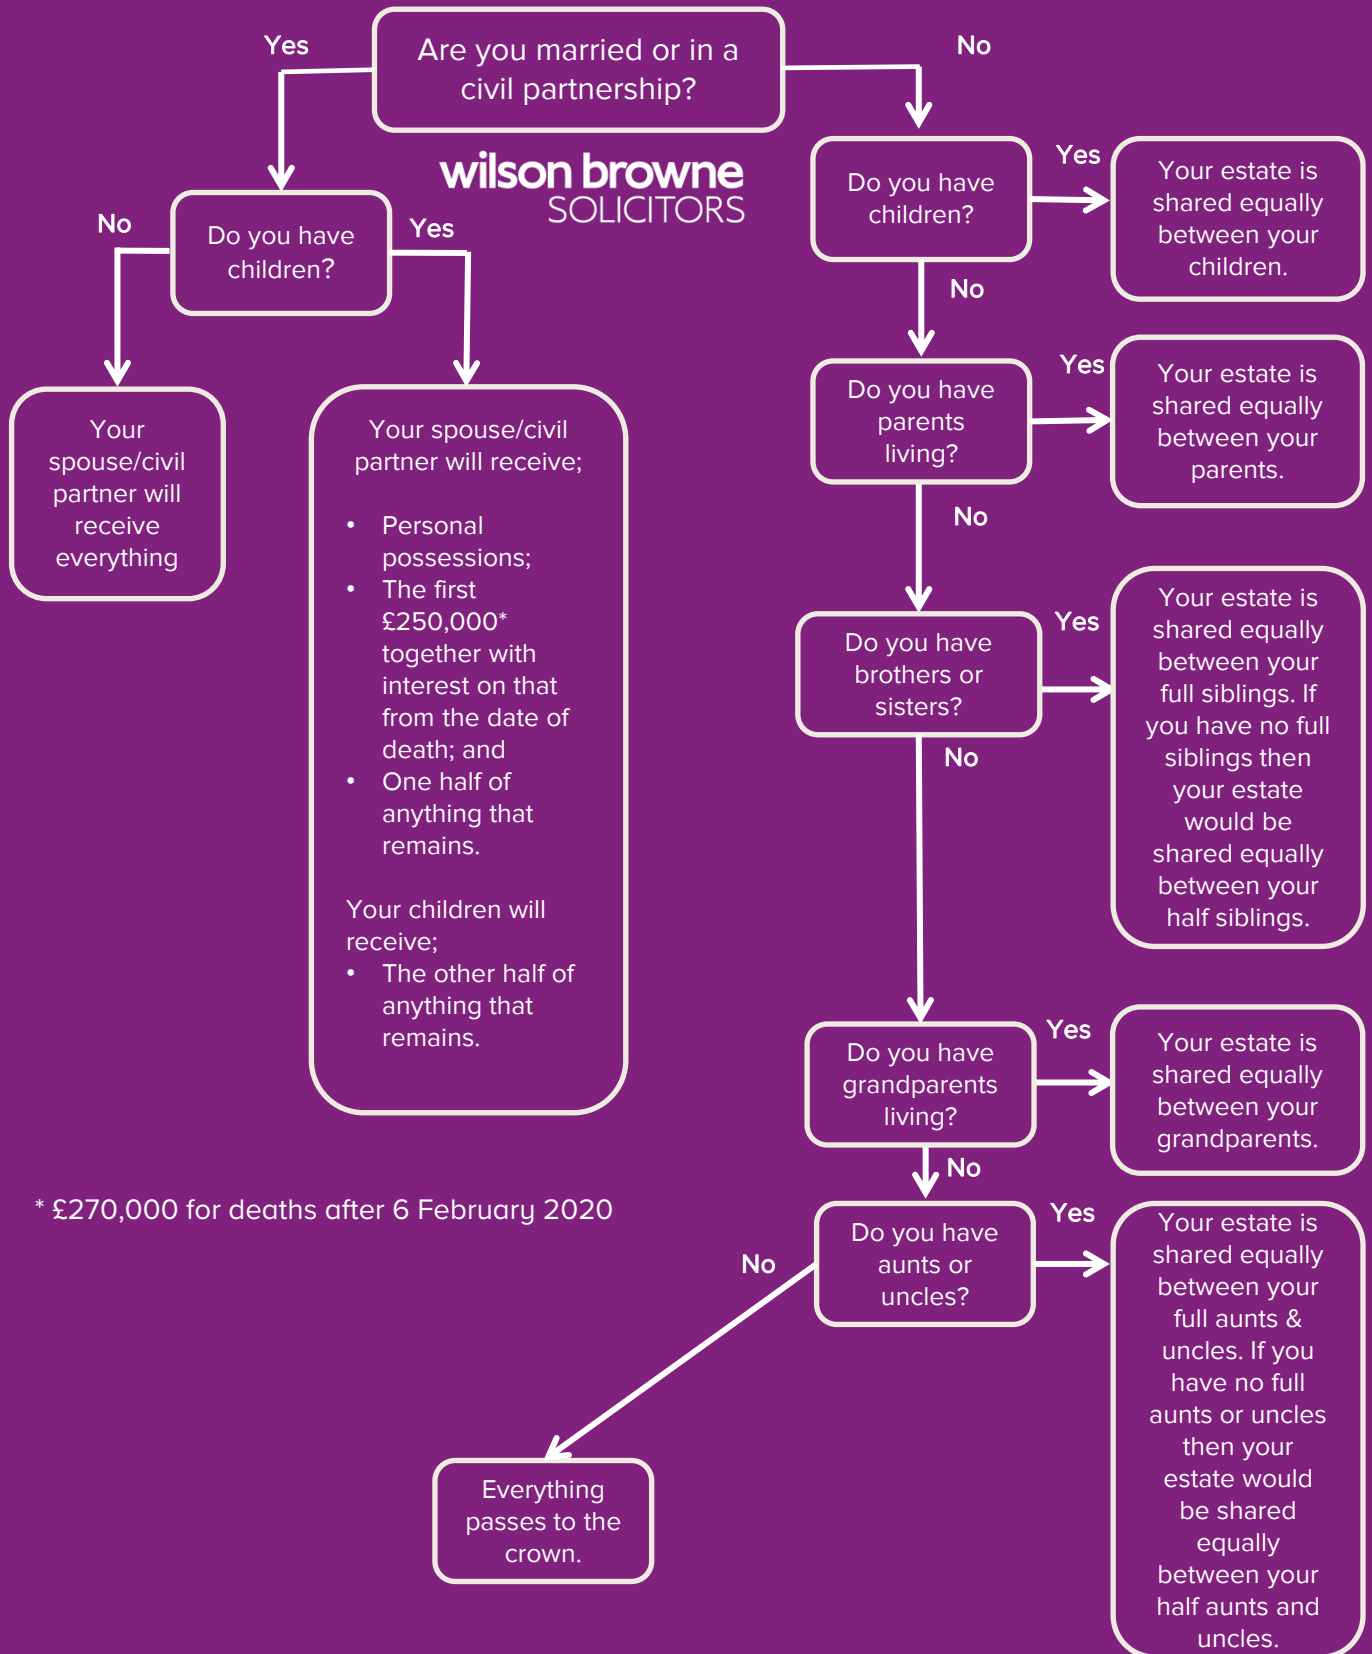 Are you married or in a
civil partnership?
Yes
No
wilson browne
SOLICITORS
Do you have
children?
No
Yes
Your
spouse/civil
partner will
receive
everything
Your spouse/civil
partner will receive;
• Personal
possessions;
• The first
£250,000*
together with
interest on that
from the date of
death; and
• One half of
anything that
remains.
Your children will
receive;
• The other half of
anything that
remains.
* £270,000 for deaths after 6 February 2020
Do you have
children?
Yes
Your estate is
shared equally
between your
children.
No
Do you have
parents
living?
Yes
Your estate is
shared equally
between your
parents.
No
Do you have
brothers or
sisters?
Yes
Your estate is
shared equally
between your
full siblings. If
you have no full
siblings then
your estate
would be
shared equally
between your
half siblings.
No
Do you have
grandparents
living?
Yes
Your estate is
shared equally
between your
grandparents.
No
Do you have
aunts or
uncles?
Yes
Your estate is
shared equally
between your
full aunts &
uncles. If you
have no full
aunts or uncles
then your
estate would
be shared
equally
between your
half aunts and
uncles.
No
Everything
passes to the
crown.